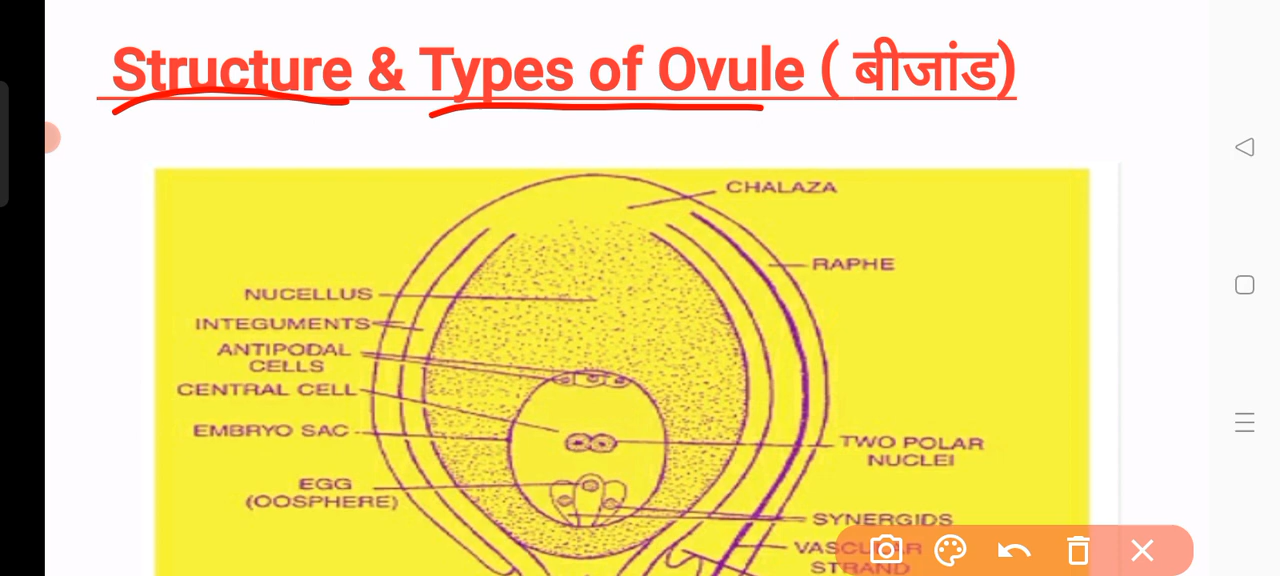 Structure & Types of Ovule ( बीजांड)
CHALAZA
RAPHE
NUCELLUS
INTEGUMENTS
ANTIPODAL
CELLS
CENTRAL CELL
EMBRYO SAC
TWO POLAR
NUCLEI
EGG
(OOSPHERE)
SYNERGIDS
VASCULAR
STRAND